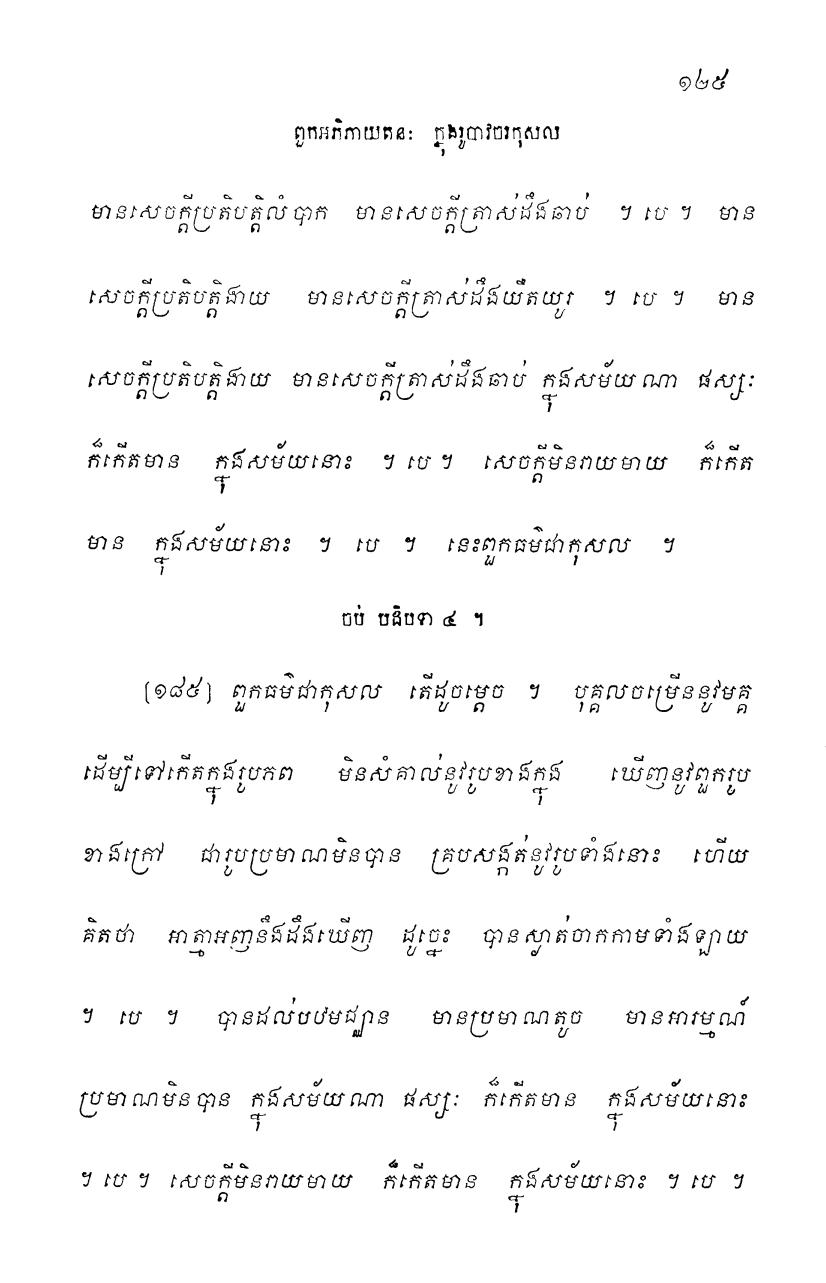 ១២៥
ពួកអភិភាយតនៈ ក្នុងរូបាវចរកុសល
មានសេចក្តីប្រតិបត្តិលំបាក មានសេចក្តីត្រាស់ដឹងឆាប់ ។ បេ ។ មាន
សេចក្តីប្រតិបត្តិងាយ មានសេចក្តីត្រាស់ដឹងយឺតយូរ ។ បេ ។ មាន
សេចក្តីប្រតិបត្តិងាយ មានសេចក្តីត្រាស់ដឹងឆាប់ ក្នុងសម័យណា ផស្សៈ
ក៏កើតមាន ក្នុងសម័យនោះ ។ បេ ។ សេចក្តីមិនរាយមាយ ក៏កើត
មាន ក្នុងសម័យនោះ ។ បេ ។ នេះពួកធម៌ជាកុសល ។
ចប់ បដិបទា ៤ ។
(១៨៥) ពួកធម៌ជាកុសល តើដូចម្តេច ។ បុគ្គលចម្រើននូវមគ្គ
ដើម្បីទៅកើតក្នុងរូបភព មិនសំគាល់នូវរូបខាងក្នុង ឃើញនូវពួករូប
ខាងក្រៅ ជារូបប្រមាណមិនបាន គ្របសង្កត់នូវរូបទាំងនោះ ហើយ
គិតថា អាត្មាអញនឹងដឹងឃើញ ដូច្នេះ បានស្ងាត់ចាកកាមទាំងឡាយ
។ បេ ។ បានដល់បឋមជ្ឈាន មានប្រមាណតូច មានអារម្មណ៍
ប្រមាណមិនបាន ក្នុងសម័យណា ផស្សៈ ក៏កើតមាន ក្នុងសម័យនោះ
។ បេ ។ សេចក្តីមិនរាយមាយ ក៏កើតមាន ក្នុងសម័យនោះ ។ បេ ។